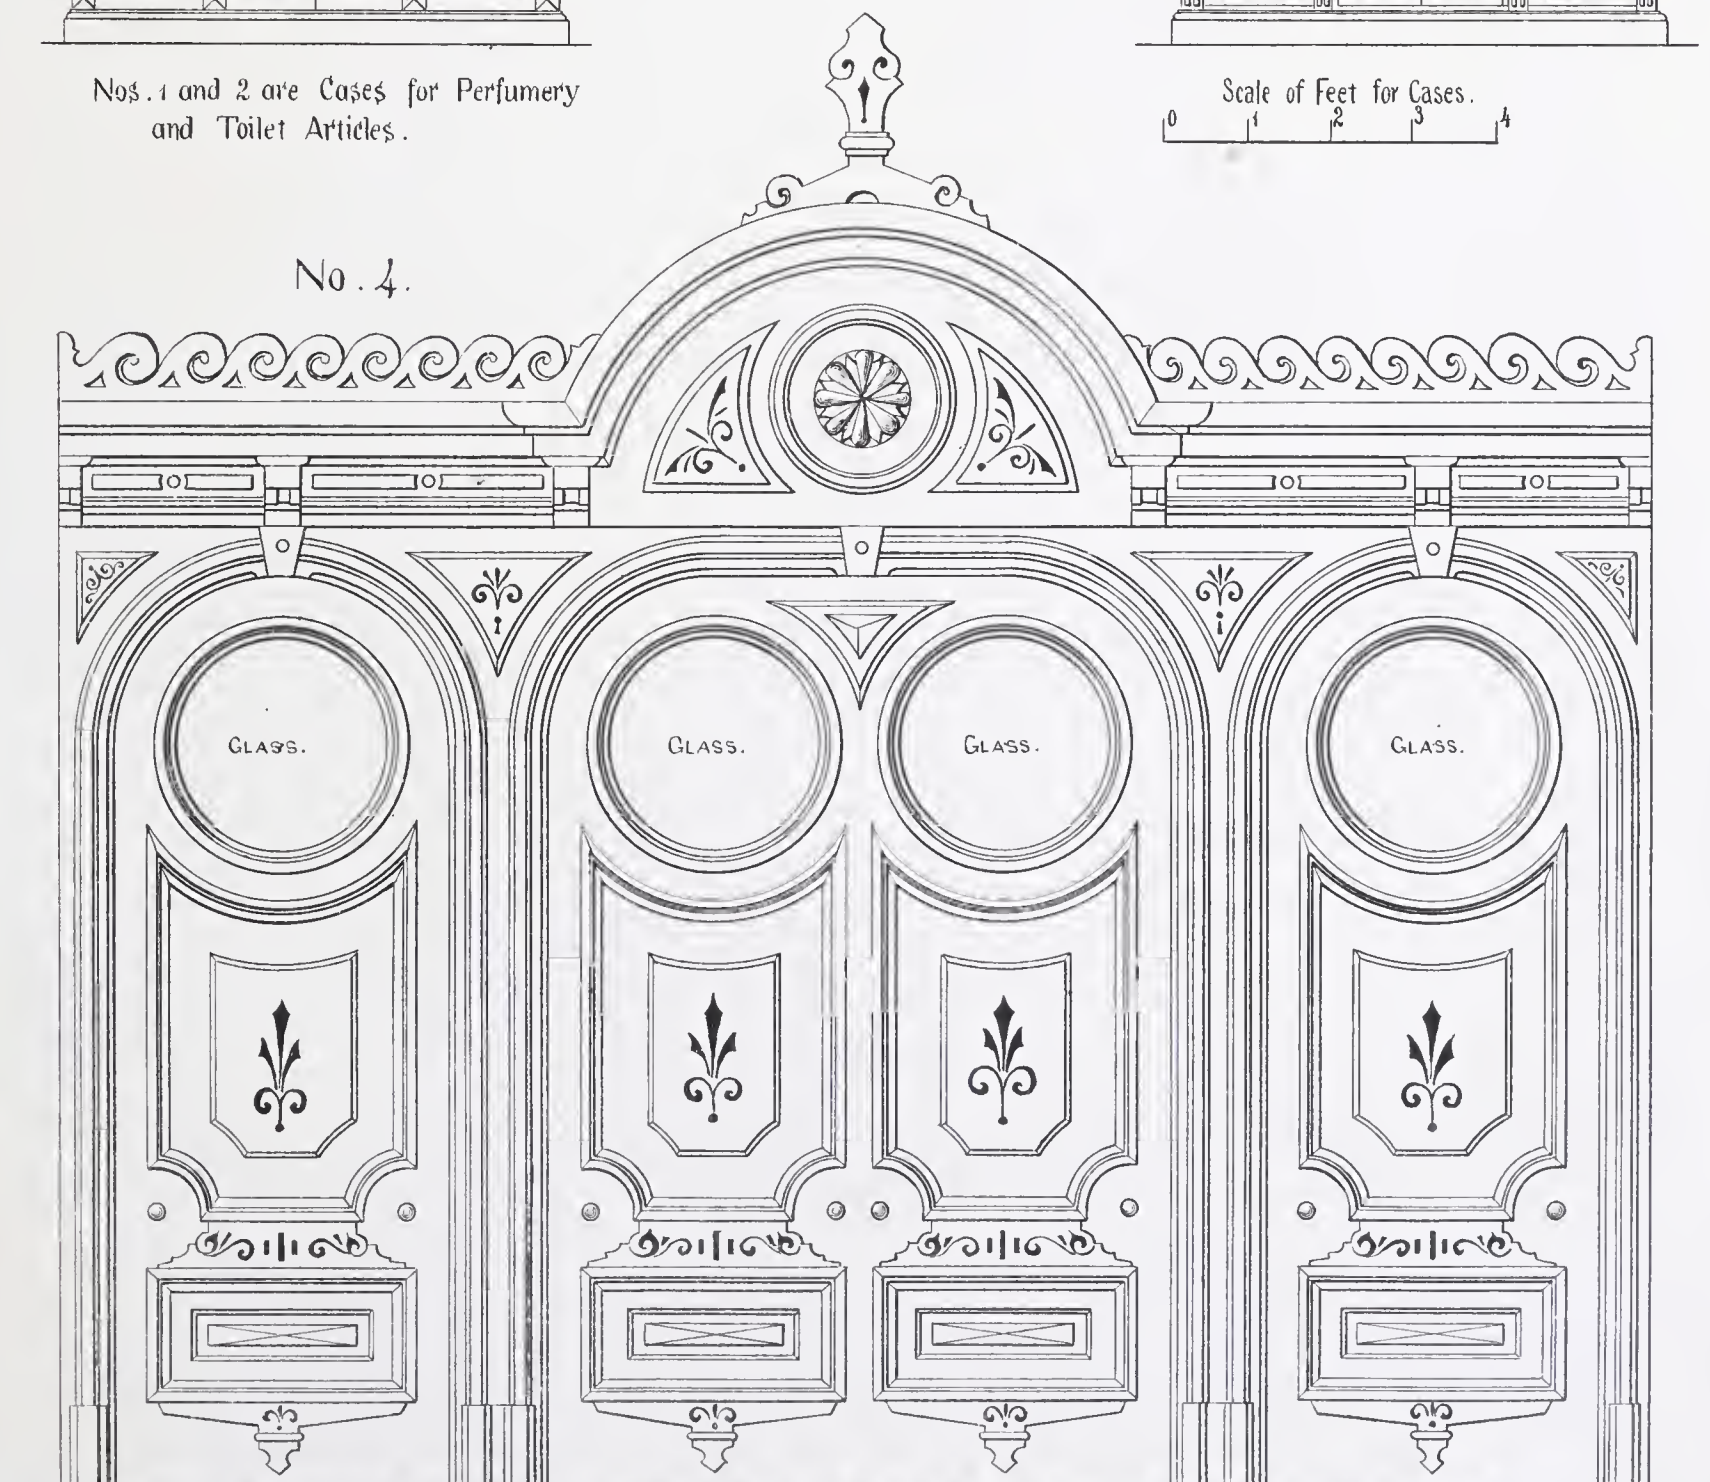 Nos. 1 and 2 are Cases for Perfumery
and Toilet Articles.
Scale of Feet for Cases.
0 1 2 3 4
No. 4.
GLASS. GLASS. GLASS. GLASS.